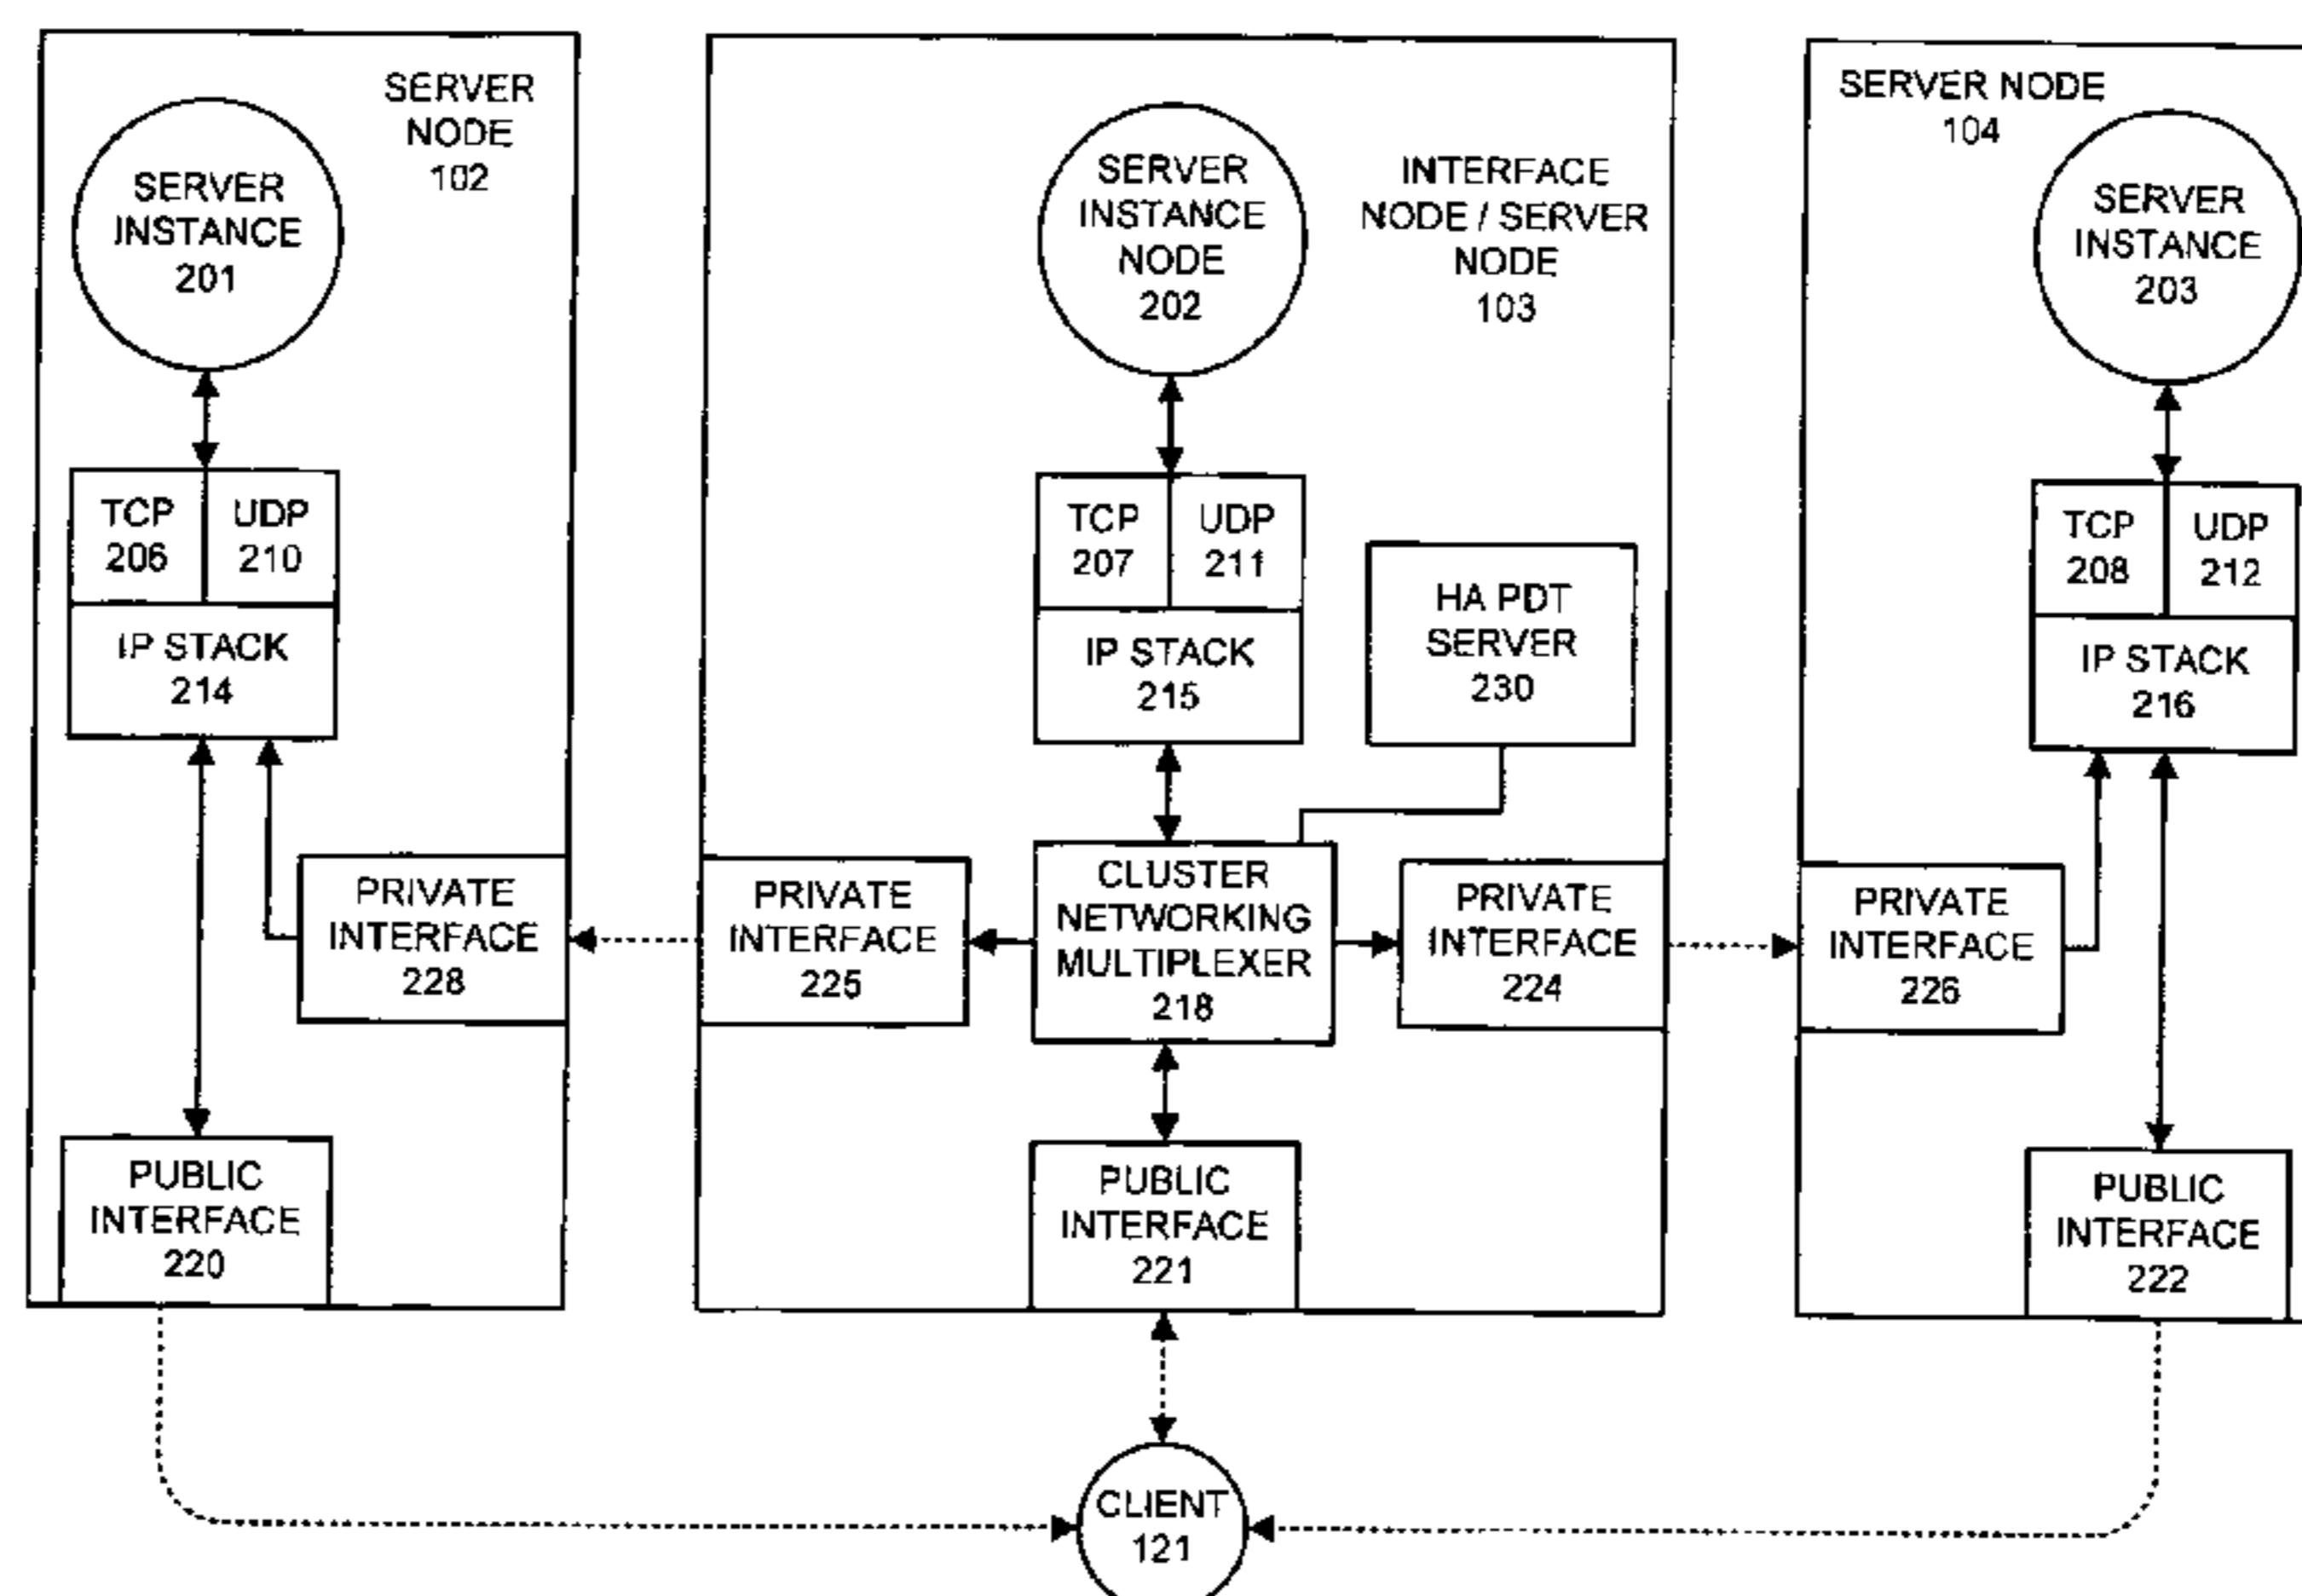 SERVER
NODE
102
SERVER
INSTANCE
201
TCP
206
UDP
210
IP STACK
214
PRIVATE
INTERFACE
228
PUBLIC
INTERFACE
220
SERVER
INSTANCE
NODE
202
INTERFACE
NODE / SERVER
NODE
103
TCP
207
UDP
211
IP STACK
215
HA PDT
SERVER
230
PRIVATE
INTERFACE
225
CLUSTER
NETWORKING
MULTIPLEXER
218
PRIVATE
INTERFACE
224
PUBLIC
INTERFACE
221
SERVER NODE
104
SERVER
INSTANCE
203
TCP
208
UDP
212
IP STACK
216
PRIVATE
INTERFACE
226
PUBLIC
INTERFACE
222
CLIENT
121